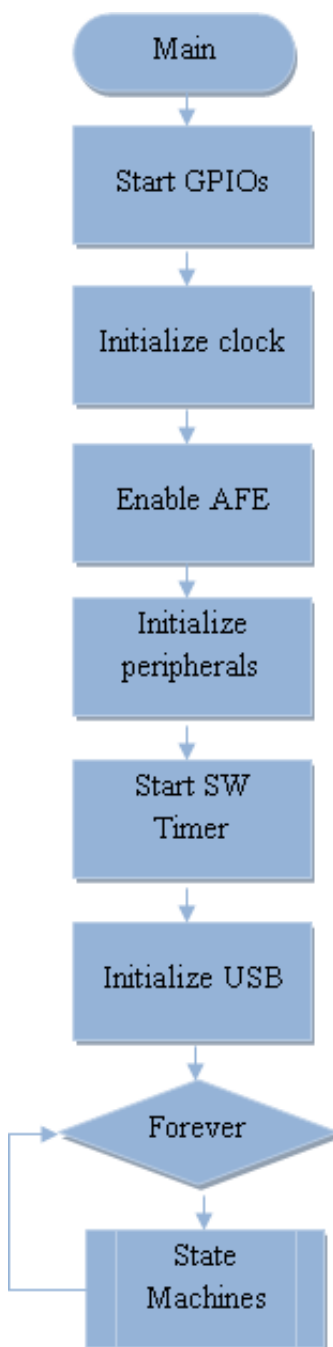 Main
Start GPIOs
Initialize clock
Enable AFE
Initialize
peripherals
Start SW
Timer
Initialize USB
Forever
State
Machines